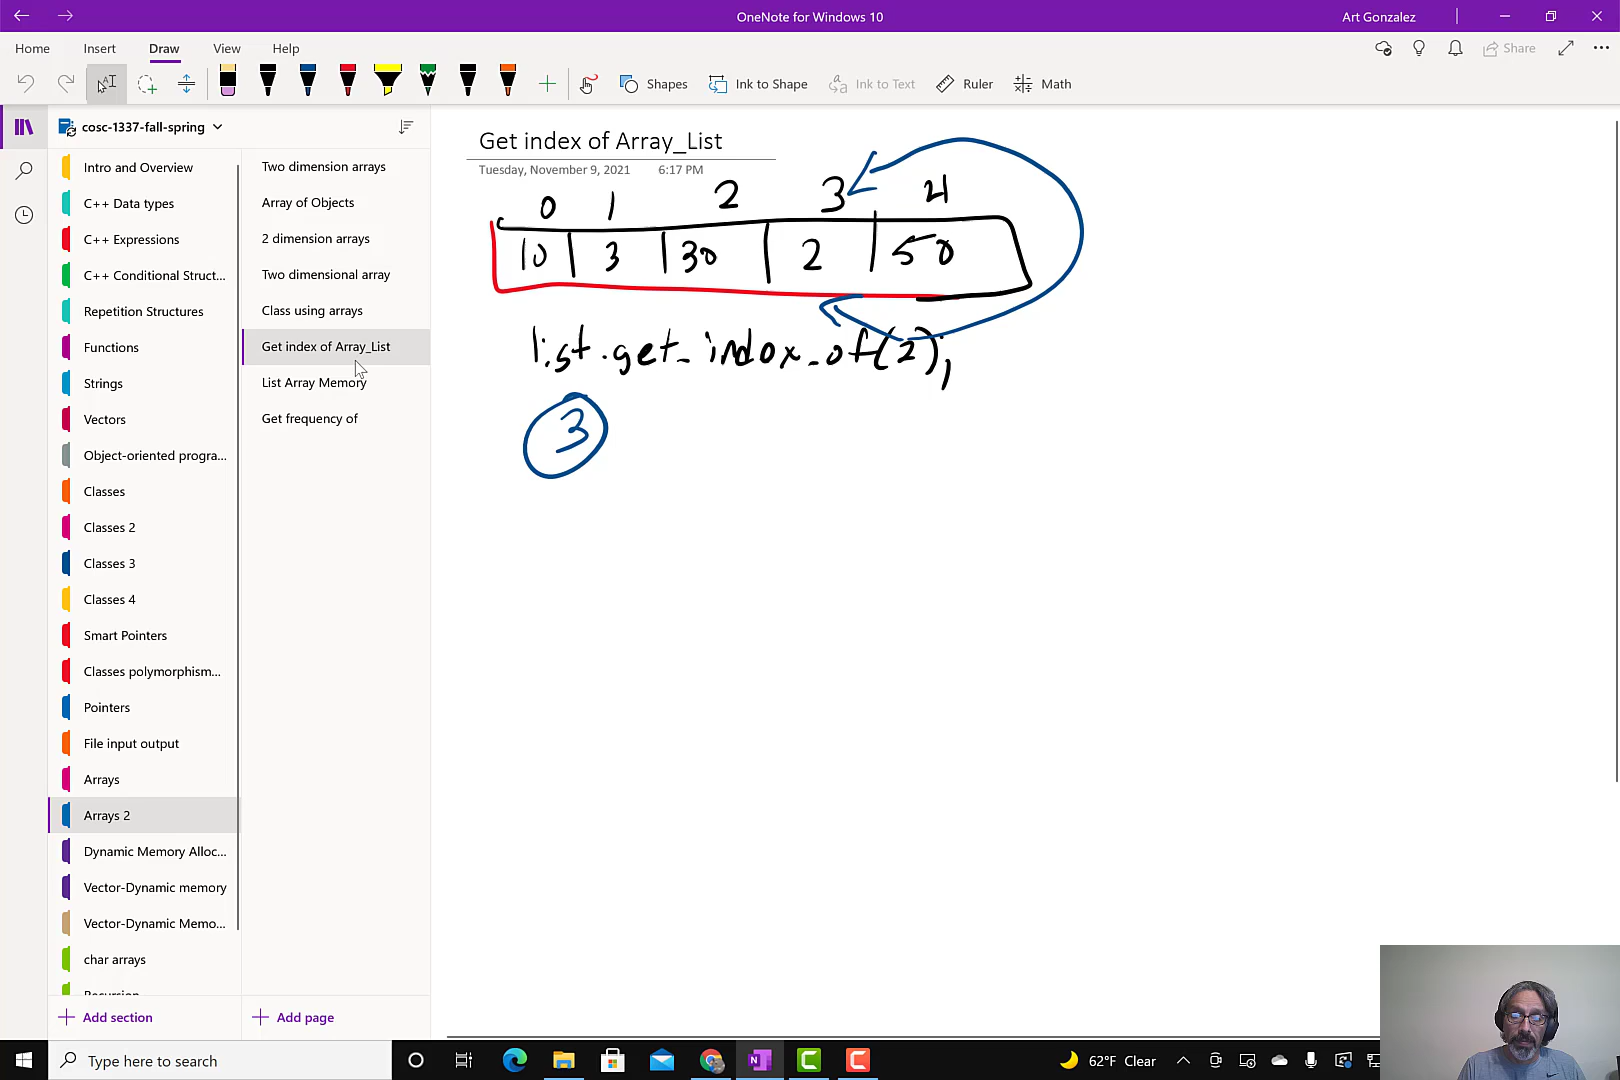 OneNote for Windows 10
Art Gonzalez
Home Insert Draw View Help
Share
Shapes Ink to Shape Ink to Text Ruler Math
cosc-1337-fall-spring
Intro and Overview
C++ Data types
C++ Expressions
C++ Conditional Struct...
Repetition Structures
Functions
Strings
Vectors
Object-oriented progra...
Classes
Classes 2
Classes 3
Classes 4
Smart Pointers
Classes polymorphism...
Pointers
File input output
Arrays
Arrays 2
Dynamic Memory Alloc...
Vector-Dynamic memory
Vector-Dynamic Memo...
char arrays
Recursion
Add section
Two dimension arrays
Array of Objects
2 dimension arrays
Two dimensional array
Class using arrays
Get index of Array_List
List Array Memory
Get frequency of
Add page
Get index of Array_List
Tuesday, November 9, 2021 6:17 PM
0 1 2 3 4
10 3 30 2 50
list.get_index_of(2);
3
Type here to search
62°F Clear